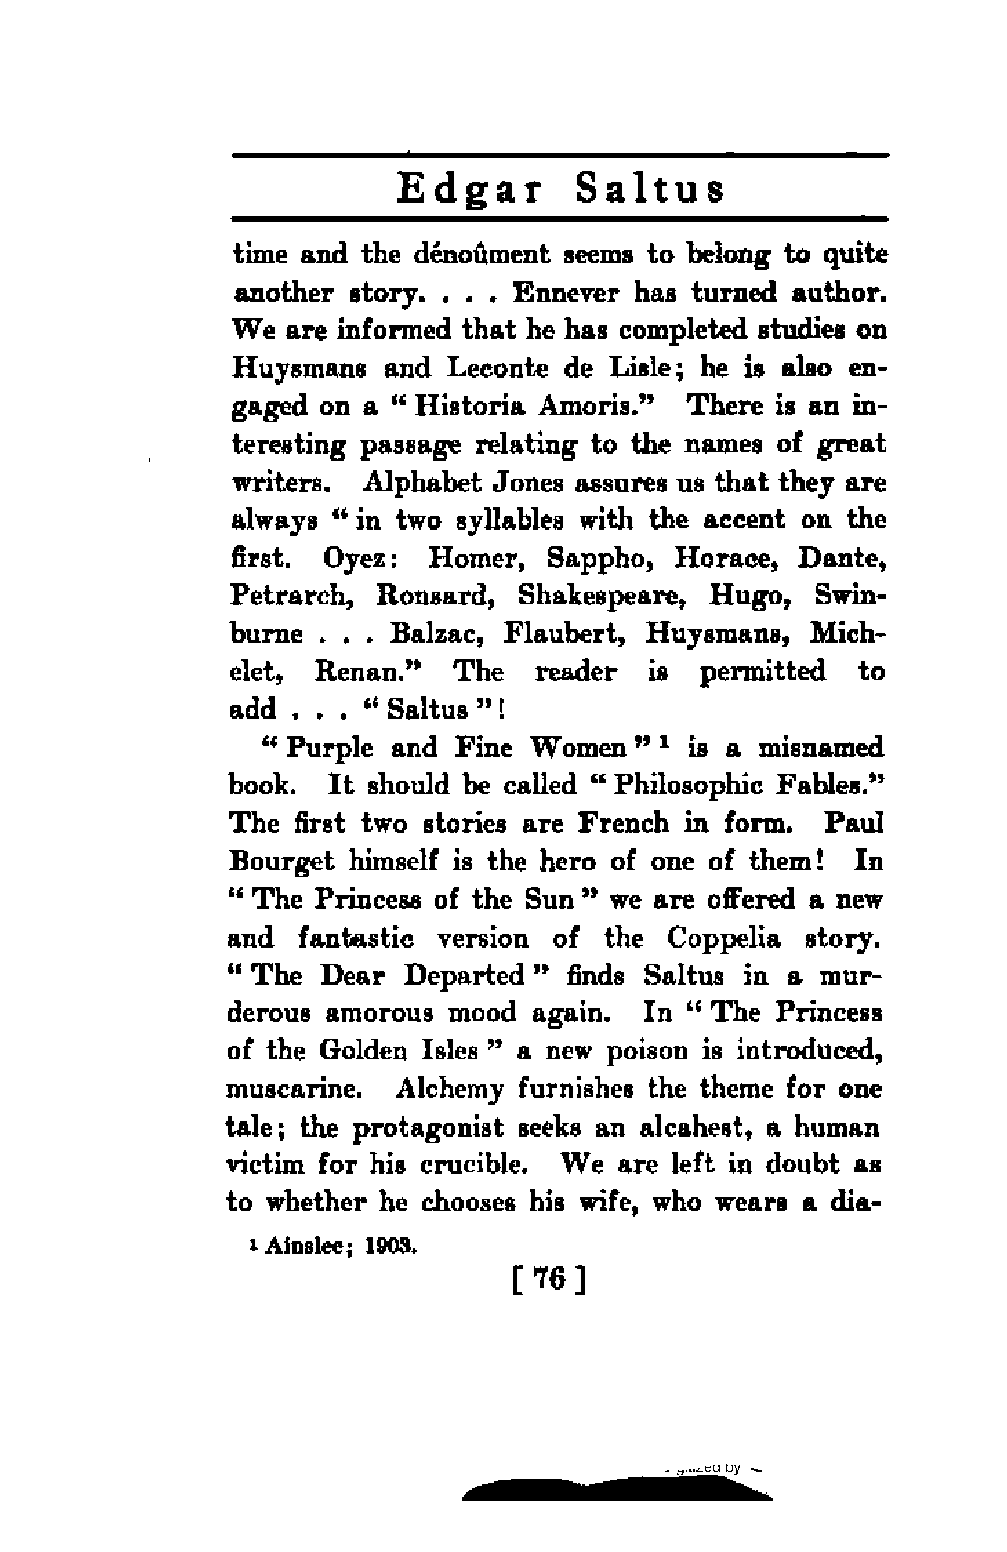 Edgar Saltus
time and the dénoûment seems to belong to quite
another story. . . . Ennever has turned author.
We are informed that he has completed studies on
Huysmans and Leconte de Lisle; he is also en-
gaged on a “ Historia Amoris.” There is an in-
teresting passage relating to the names of great
writers. Alphabet Jones assures us that they are
always “ in two syllables with the accent on the
first. Oyez: Homer, Sappho, Horace, Dante,
Petrarch, Ronsard, Shakespeare, Hugo, Swin-
burne . . . Balzac, Flaubert, Huysmans, Mich-
elet, Renan.” The reader is permitted to
add . . . “ Saltus ” !
“ Purple and Fine Women ” ¹ is a misnamed
book. It should be called “ Philosophic Fables.”
The first two stories are French in form. Paul
Bourget himself is the hero of one of them! In
“ The Princess of the Sun ” we are offered a new
and fantastic version of the Coppelia story.
“ The Dear Departed ” finds Saltus in a mur-
derous amorous mood again. In “ The Princess
of the Golden Isles ” a new poison is introduced,
muscarine. Alchemy furnishes the theme for one
tale; the protagonist seeks an alcahest, a human
victim for his crucible. We are left in doubt as
to whether he chooses his wife, who wears a dia-
¹ Ainslee; 1903.
[ 76 ]
by